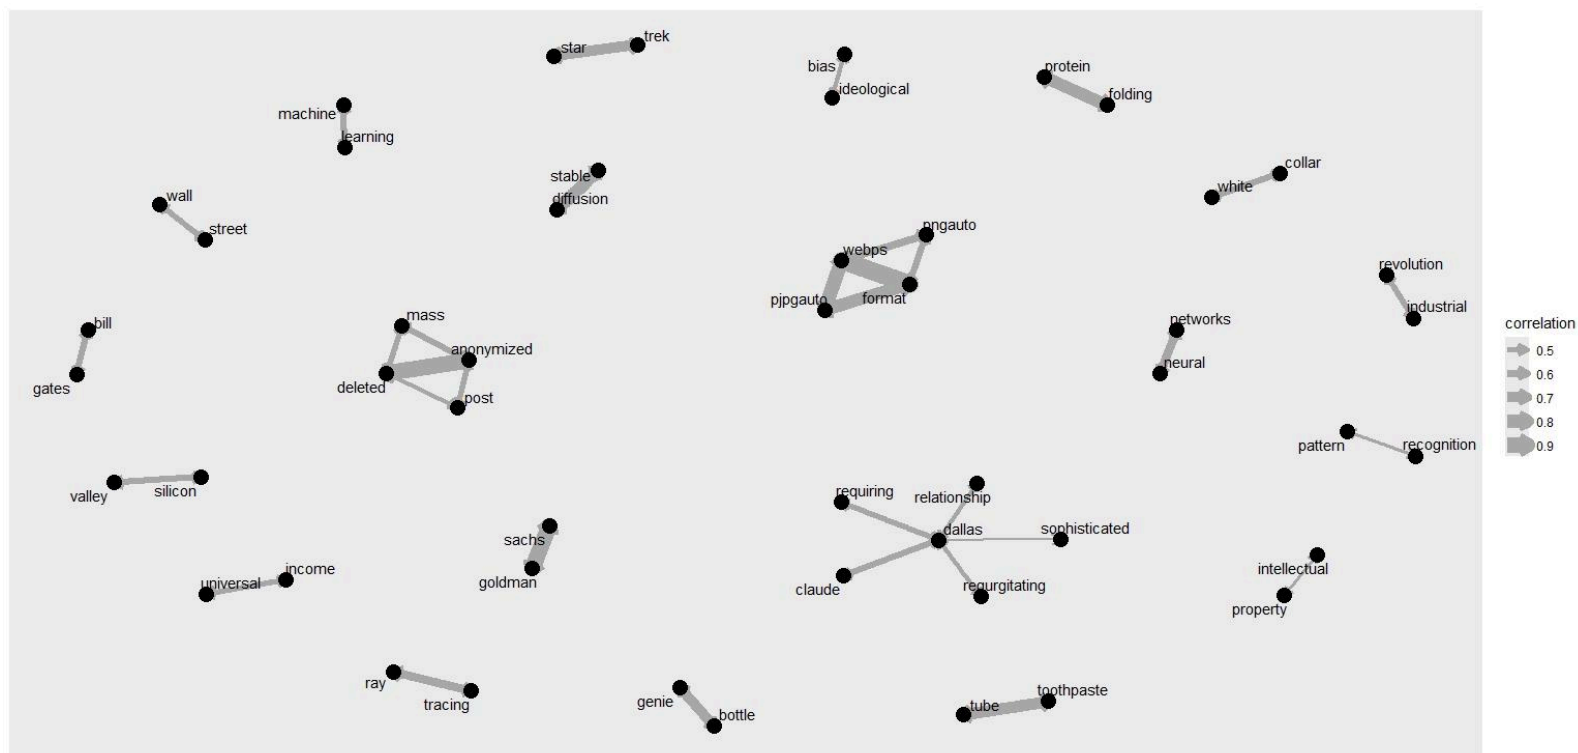 star
trek
bias
ideological
protein
folding
machine
learning
stable
diffusion
collar
white
wall
street
pngauto
webps
format
pjpgauto
revolution
industrial
bill
gates
mass
anonymized
deleted
post
networks
neural
correlation
0.5
0.6
0.7
0.8
0.9
pattern
recognition
valley
silicon
requiring
relationship
dallas
sophisticated
claude
regurgitating
sachs
goldman
intellectual
property
universal
income
ray
tracing
genie
bottle
tube
toothpaste